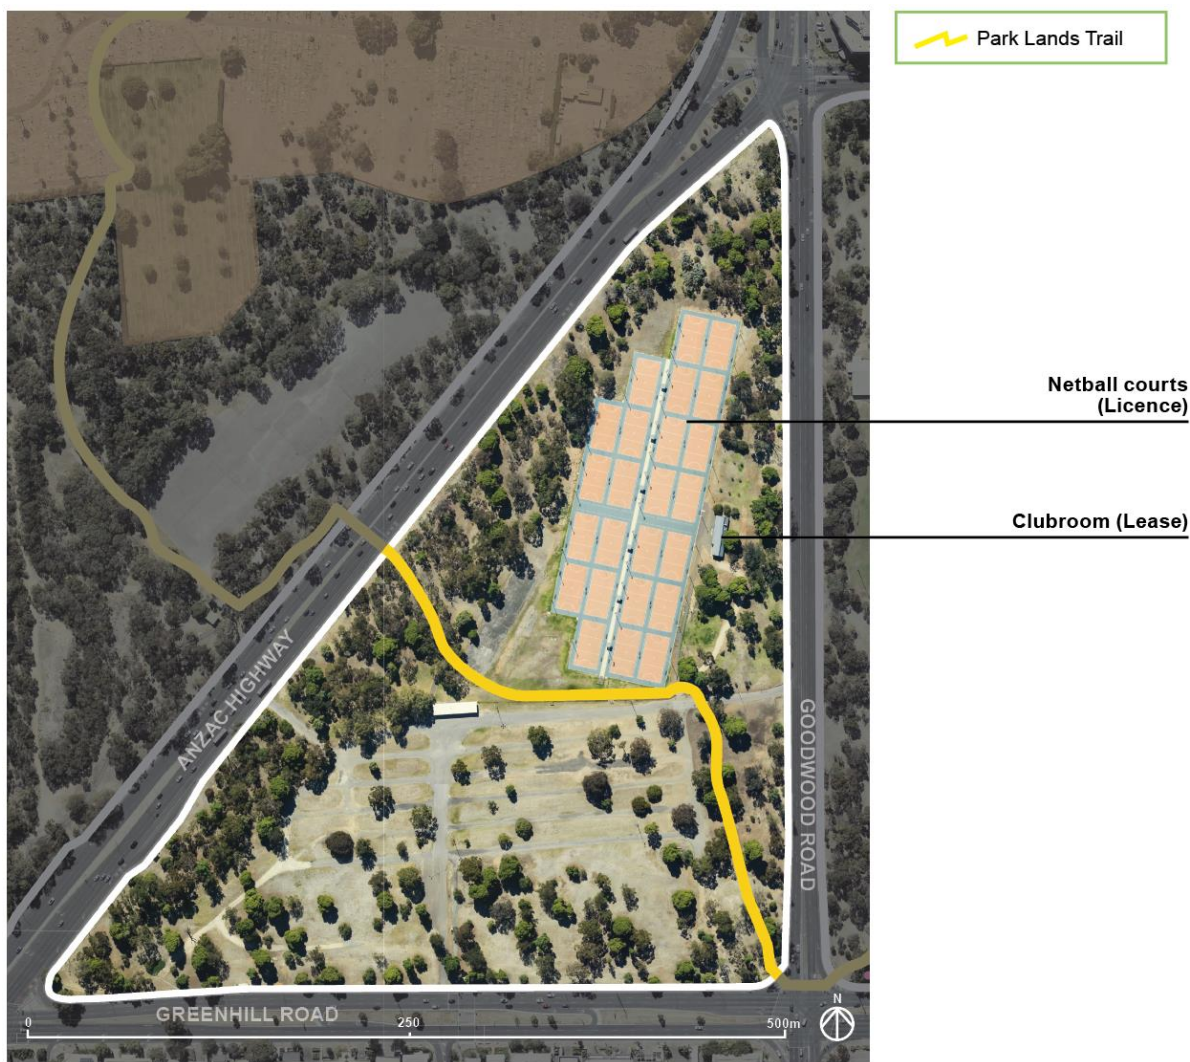 Park Lands Trail
Netball courts
(Licence)
Clubroom (Lease)
ANZAC HIGHWAY
GOODWOOD ROAD
GREENHILL ROAD
N
0
250
500m